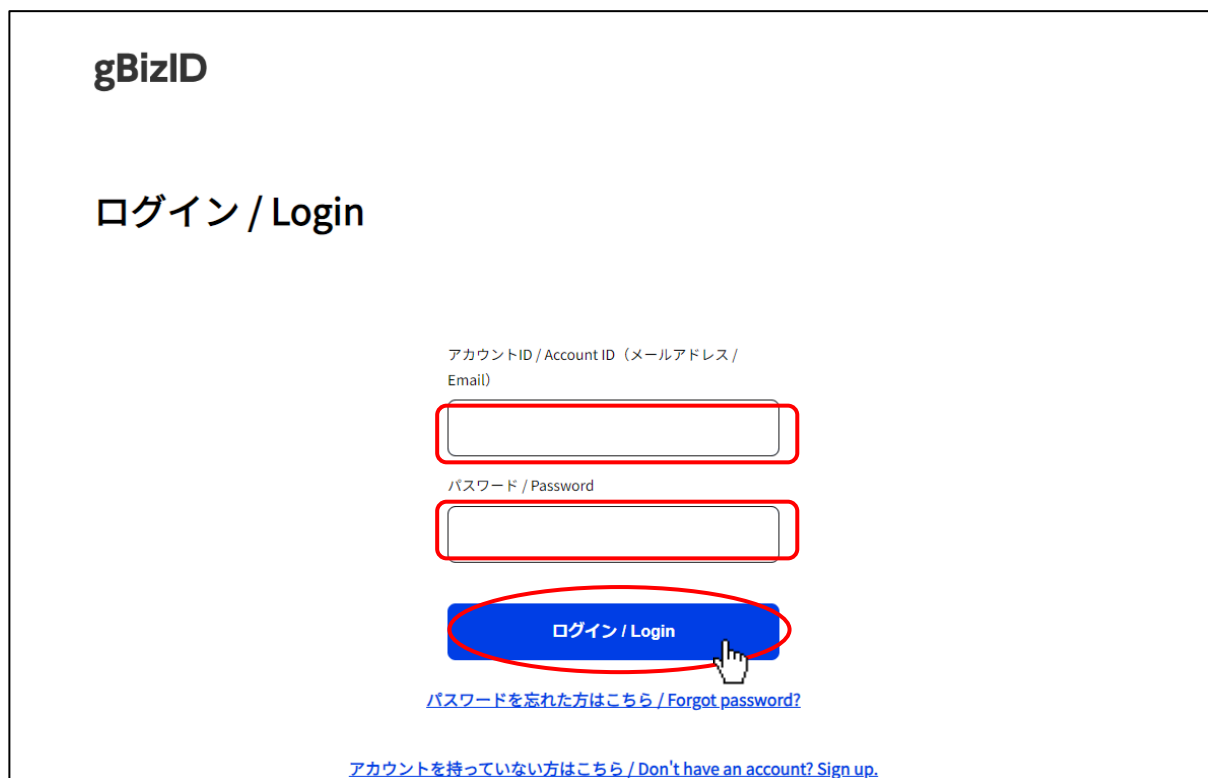 gBizID
ログイン / Login
アカウントID / Account ID（メールアドレス /
Email）
パスワード / Password
ログイン / Login
パスワードを忘れた方はこちら / Forgot password?
アカウントを持っていない方はこちら / Don't have an account? Sign up.